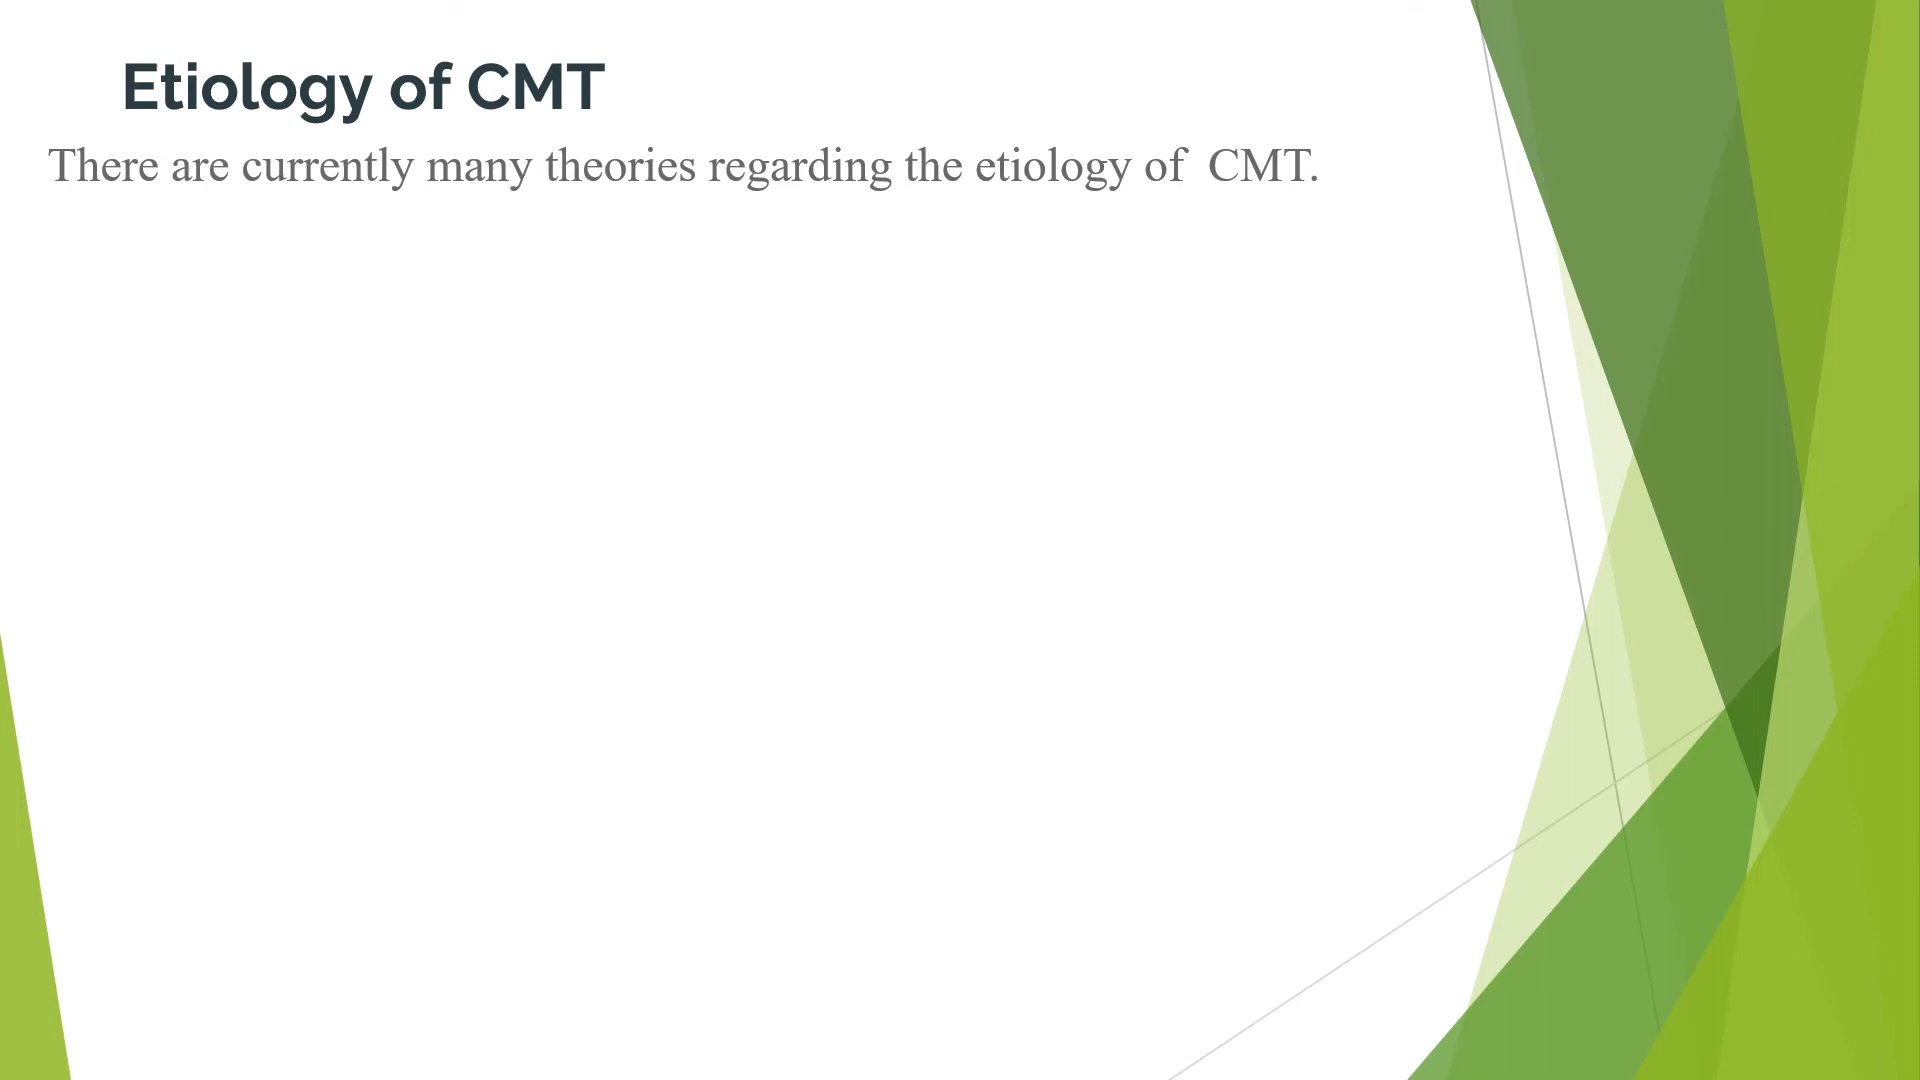 Etiology of CMT
There are currently many theories regarding the etiology of  CMT.